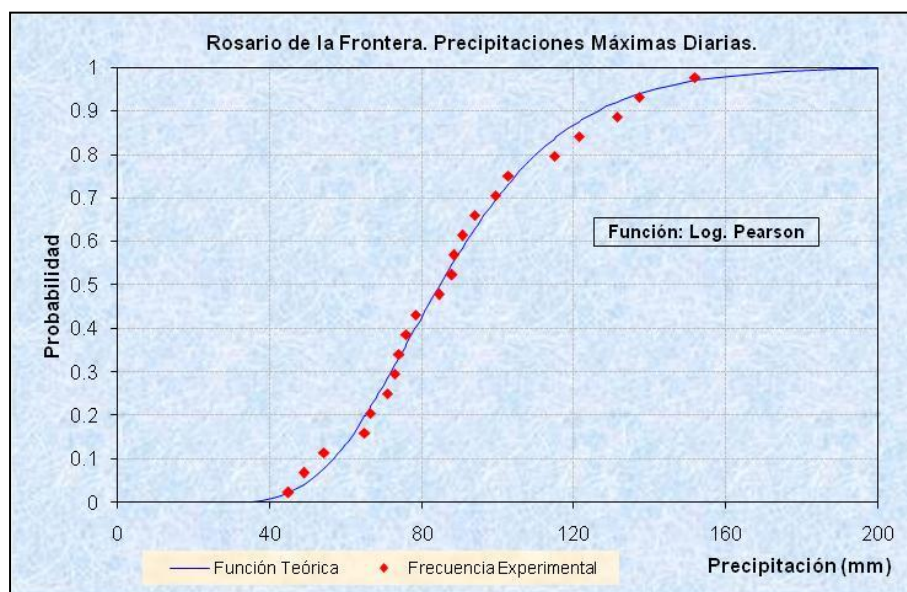 Rosario de la Frontera. Precipitaciones Máximas Diarias.
1
0.9
0.8
0.7
0.6
0.5
0.4
0.3
0.2
0.1
0
Probabilidad
Función: Log. Pearson
0 40 80 120 160 200
Función Teórica Frecuencia Experimental Precipitación (mm)